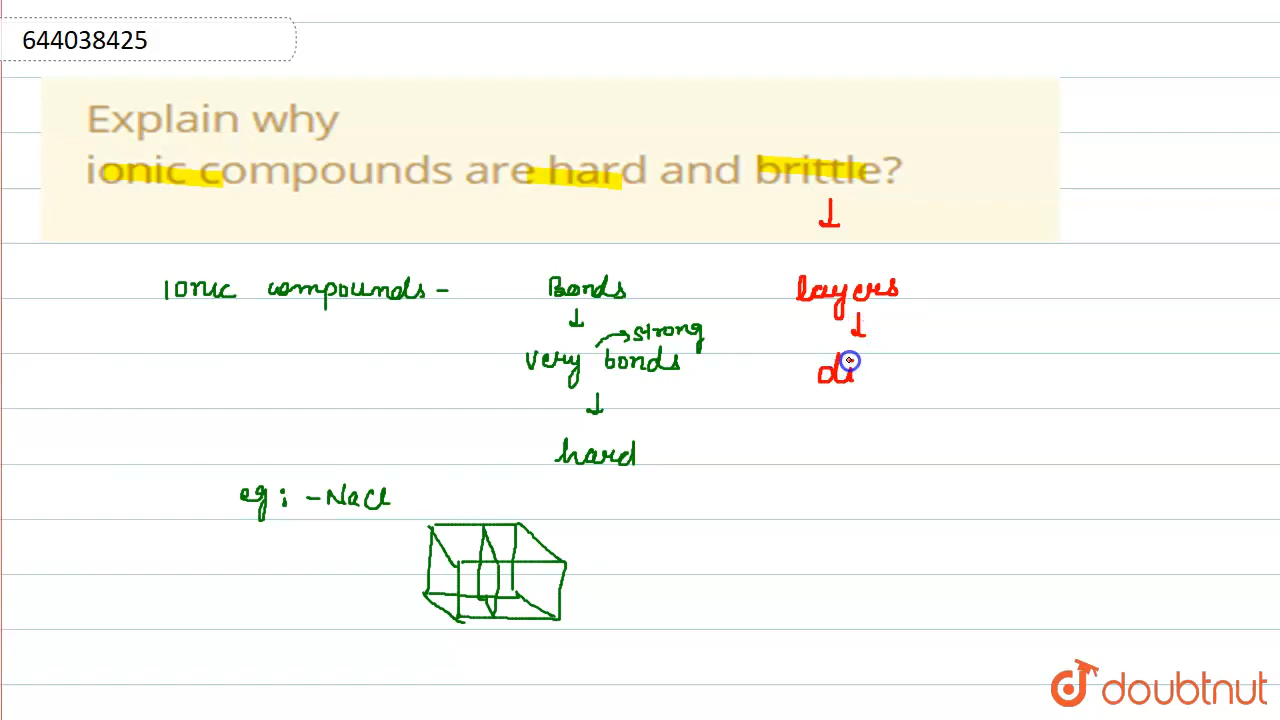 644038425
Explain why
ionic compounds are hard and brittle?
Ionic compounds - Bonds layers
strong
very bonds di
hard
eg : - NaCl
doubtnut